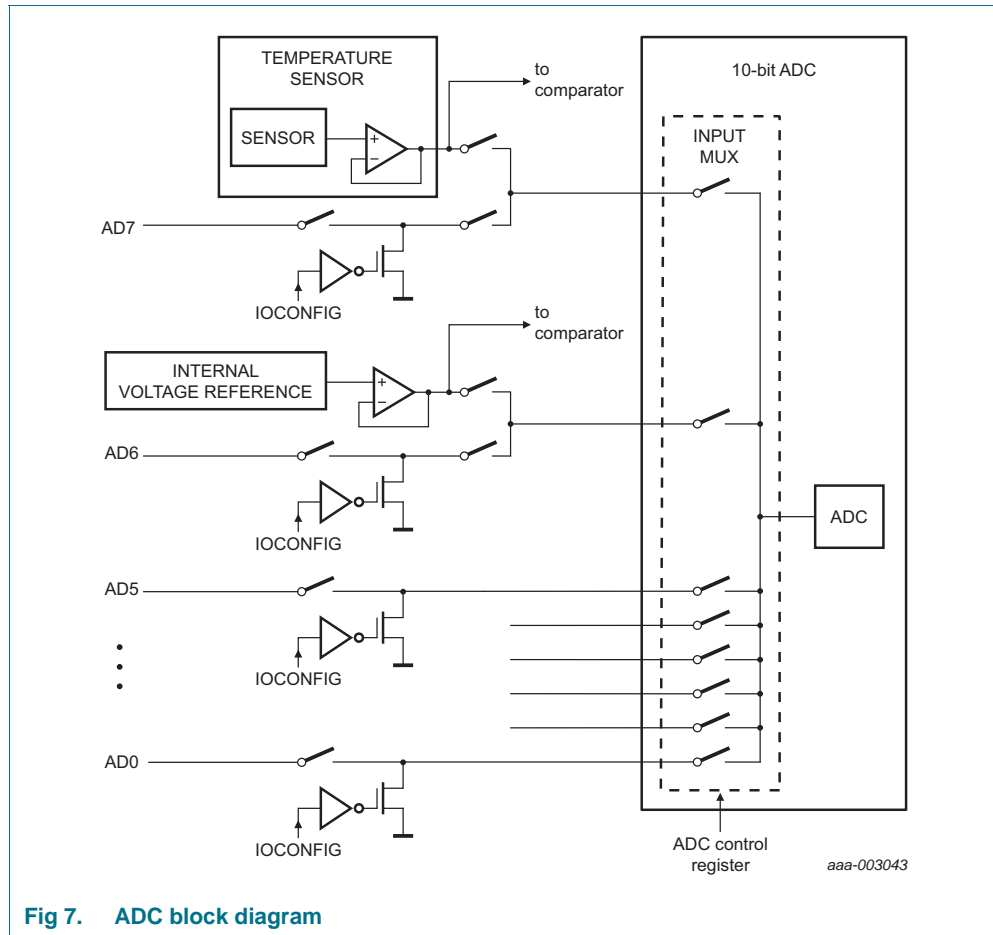 TEMPERATURE
SENSOR
SENSOR
+
−
to
comparator
10-bit ADC
INPUT
MUX
AD7
IOCONFIG
to
comparator
INTERNAL
VOLTAGE REFERENCE
+
−
AD6
IOCONFIG
ADC
AD5
IOCONFIG
AD0
IOCONFIG
ADC control
register
aaa-003043
Fig 7. ADC block diagram